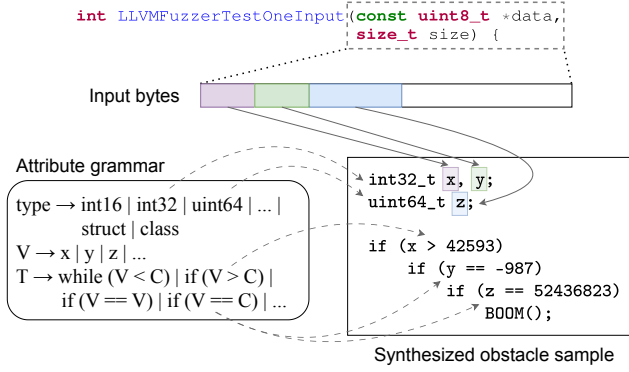 int LLVMFuzzerTestOneInput(const uint8_t *data,
size_t size) {
Input bytes
Attribute grammar
type → int16 | int32 | uint64 | ... |
struct | class
V → x | y | z | ...
T → while (V < C) | if (V > C) |
if (V == V) | if (V == C) | ...
int32_t x, y;
uint64_t z;
if (x > 42593)
if (y == -987)
if (z == 52436823)
BOOM();
Synthesized obstacle sample